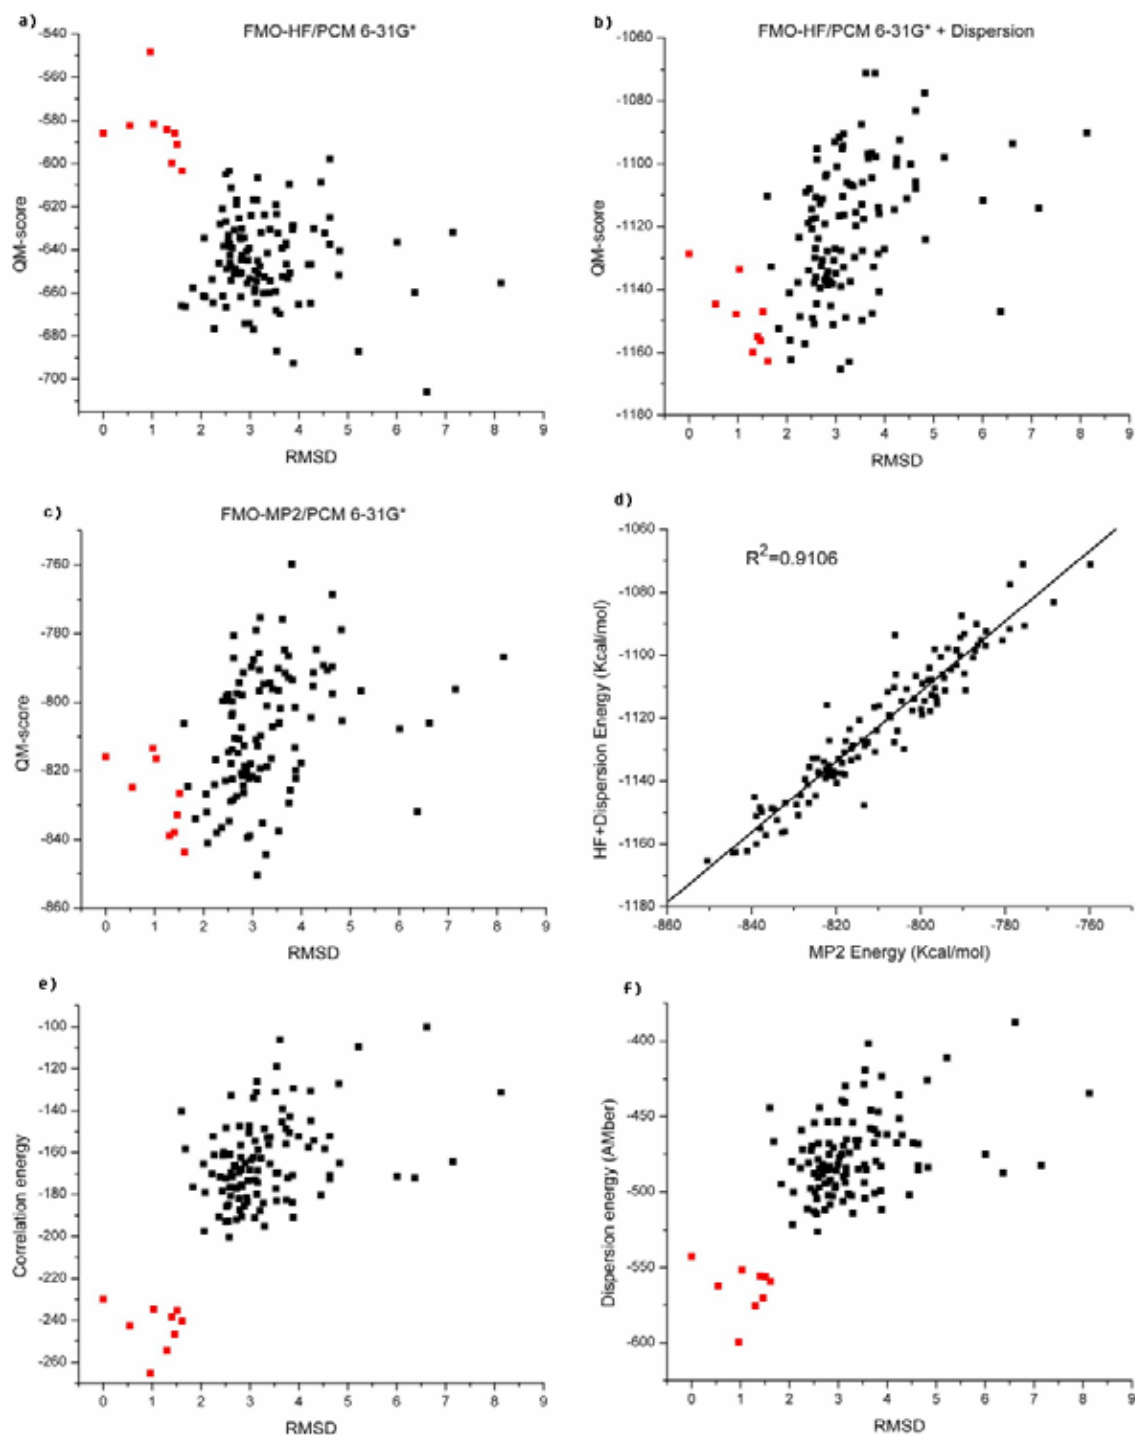 a)
FMO-HF/PCM 6-31G*
-540
-560
-580
-600
-620
-640
-660
-680
-700
QM-score
0 1 2 3 4 5 6 7 8 9
RMSD
b)
FMO-HF/PCM 6-31G* + Dispersion
-1060
-1080
-1100
-1120
-1140
-1160
-1180
QM-score
0 1 2 3 4 5 6 7 8 9
RMSD
c)
FMO-MP2/PCM 6-31G*
-760
-780
-800
-820
-840
-860
QM-score
0 1 2 3 4 5 6 7 8 9
RMSD
d)
R²=0.9106
-1060
-1080
-1100
-1120
-1140
-1160
-1180
HF+Dispersion Energy (Kcal/mol)
-860 -840 -820 -800 -780 -760
MP2 Energy (Kcal/mol)
e)
-100
-120
-140
-160
-180
-200
-220
-240
-260
Correlation energy
0 1 2 3 4 5 6 7 8 9
RMSD
f)
-400
-450
-500
-550
-600
Dispersion energy (AMber)
0 1 2 3 4 5 6 7 8 9
RMSD